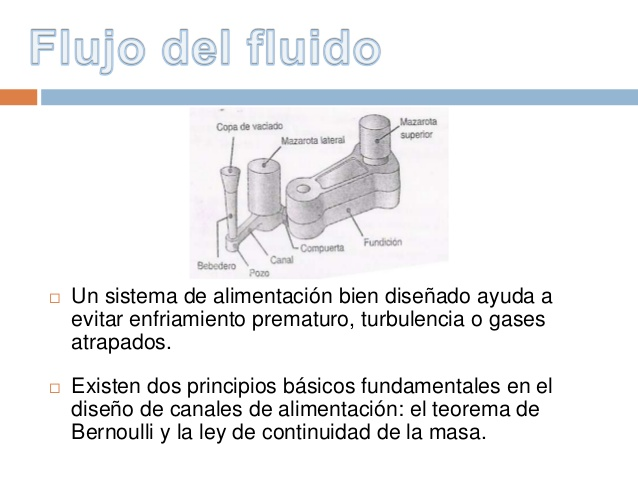 Flujo del fluido
Copa de vaciado
Mazarota lateral
Mazarota
superior
Bebedero
Pozo
Canal
Compuerta
Fundición
Un sistema de alimentación bien diseñado ayuda a
evitar enfriamiento prematuro, turbulencia o gases
atrapados.
Existen dos principios básicos fundamentales en el
diseño de canales de alimentación: el teorema de
Bernoulli y la ley de continuidad de la masa.